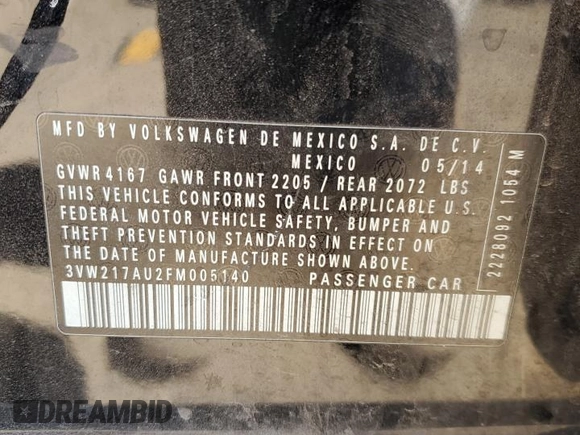 MFD BY VOLKSWAGEN DE MEXICO S.A. DE C.V.
MEXICO 05/14
GVWR 4167 GAWR FRONT 2205 / REAR 2072 LBS
THIS VEHICLE CONFORMS TO ALL APPLICABLE U.S.
FEDERAL MOTOR VEHICLE SAFETY, BUMPER AND
THEFT PREVENTION STANDARDS IN EFFECT ON
THE DATE OF MANUFACTURE SHOWN ABOVE.
3VW217AU2FM005140 PASSENGER CAR
2228092 1064 M
DREAMBID